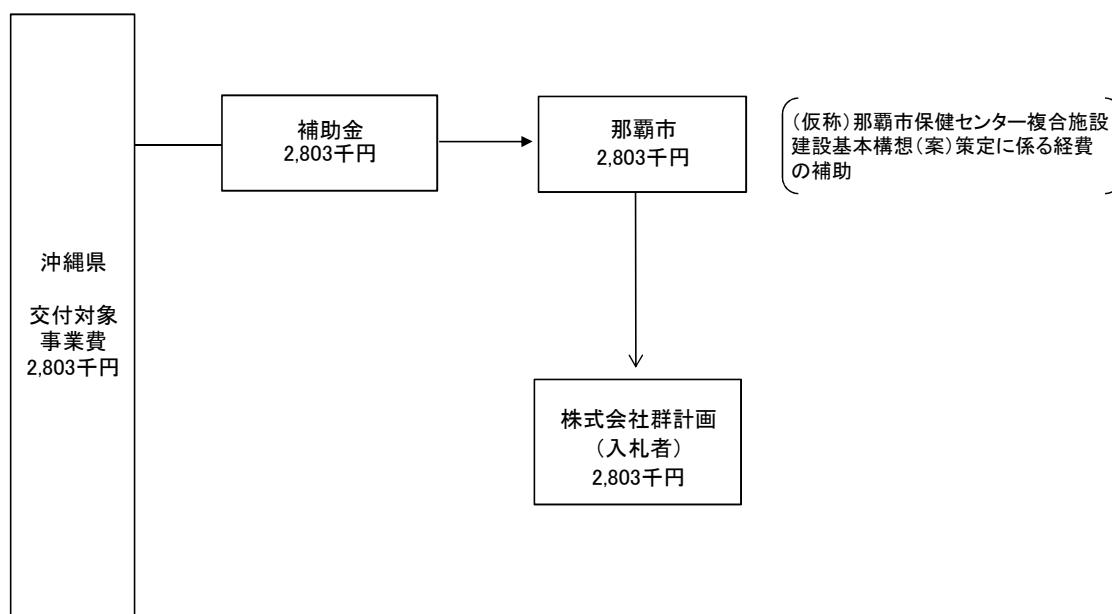 沖縄県
交付対象
事業費
2,803千円
補助金
2,803千円
那覇市
2,803千円
(仮称)那覇市保健センター複合施設
建設基本構想(案)策定に係る経費
の補助
株式会社群計画
(入札者)
2,803千円